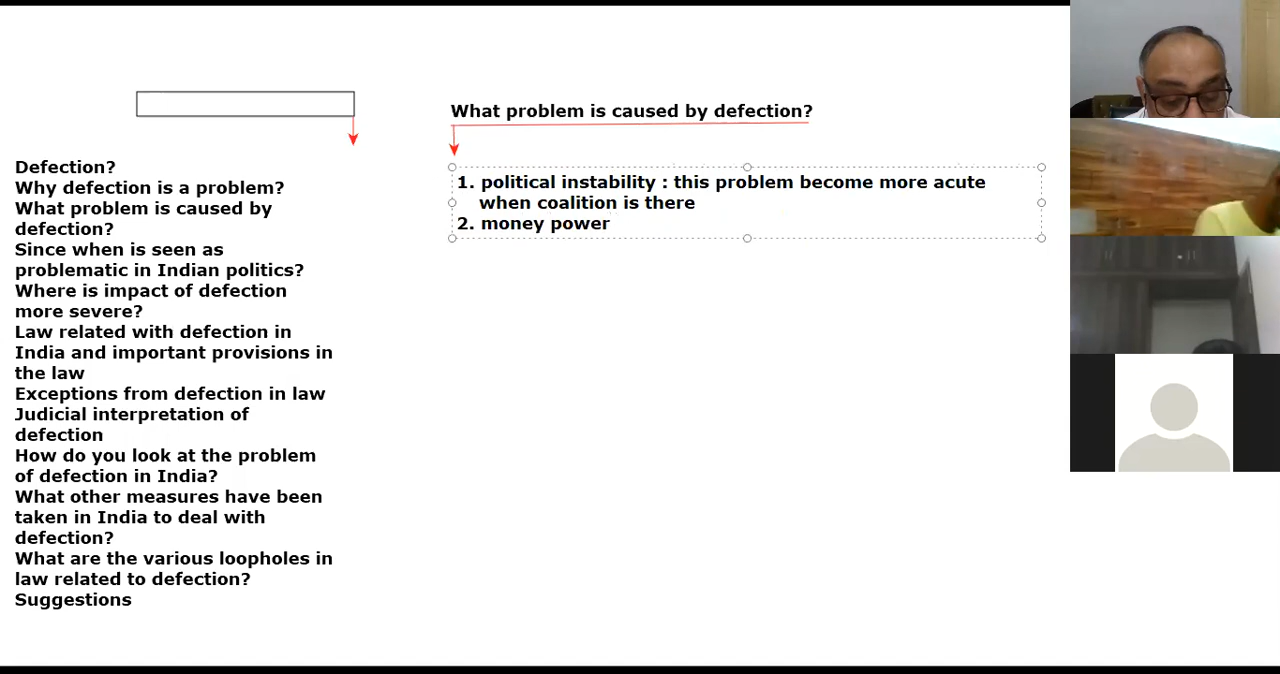 What problem is caused by defection?
Defection?
Why defection is a problem?
What problem is caused by
defection?
Since when is seen as
problematic in Indian politics?
Where is impact of defection
more severe?
Law related with defection in
India and important provisions in
the law
Exceptions from defection in law
Judicial interpretation of
defection
How do you look at the problem
of defection in India?
What other measures have been
taken in India to deal with
defection?
What are the various loopholes in
law related to defection?
Suggestions
1. political instability : this problem become more acute
when coalition is there
2. money power